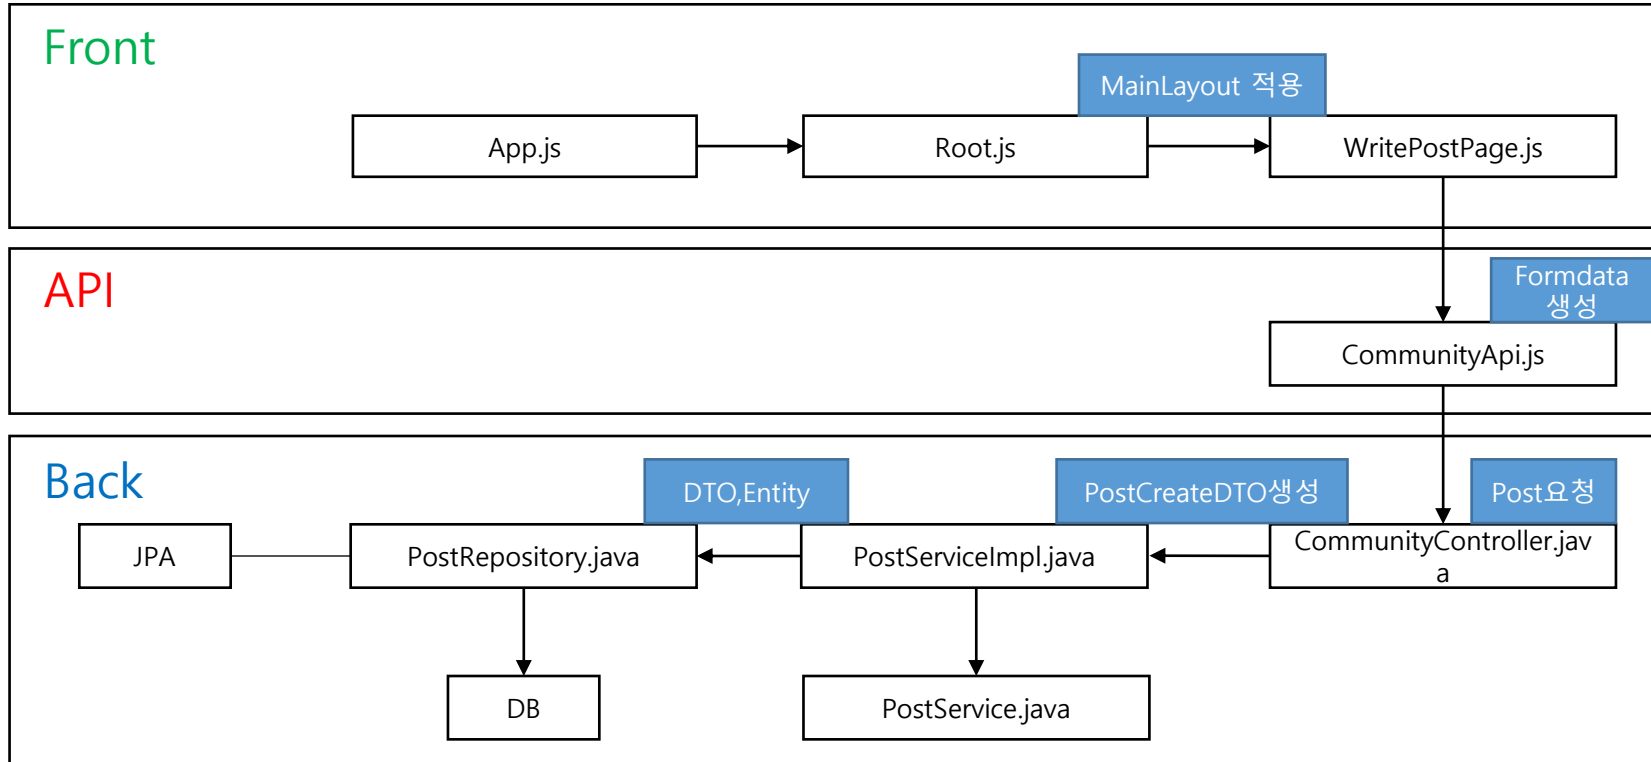 Front
MainLayout 적용
App.js
Root.js
WritePostPage.js
API
Formdata
생성
CommunityApi.js
Back
DTO,Entity
PostCreateDTO생성
Post요청
JPA
PostRepository.java
PostServiceImpl.java
CommunityController.jav
a
DB
PostService.java